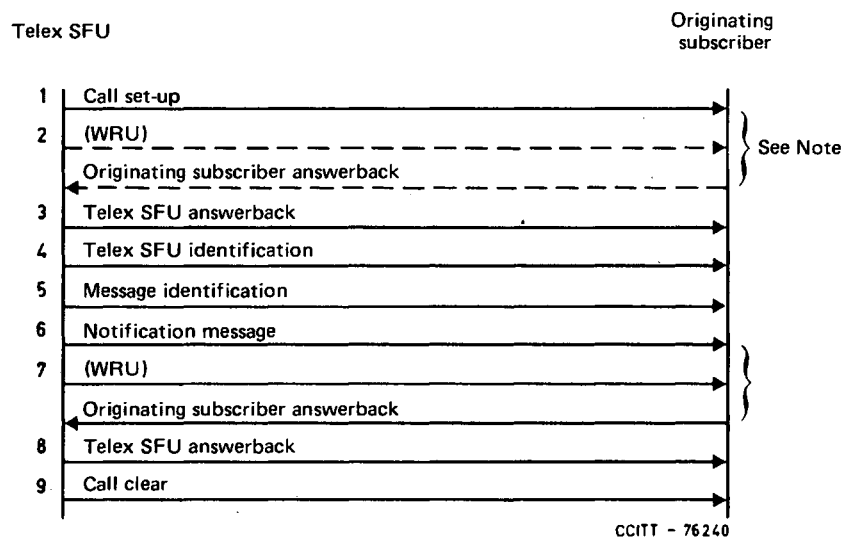 Telex SFU
Originating
subscriber
1 Call set-up
2 (WRU)
See Note
Originating subscriber answerback
3 Telex SFU answerback
4 Telex SFU identification
5 Message identification
6 Notification message
7 (WRU)
Originating subscriber answerback
8 Telex SFU answerback
9 Call clear
CCITT - 76240